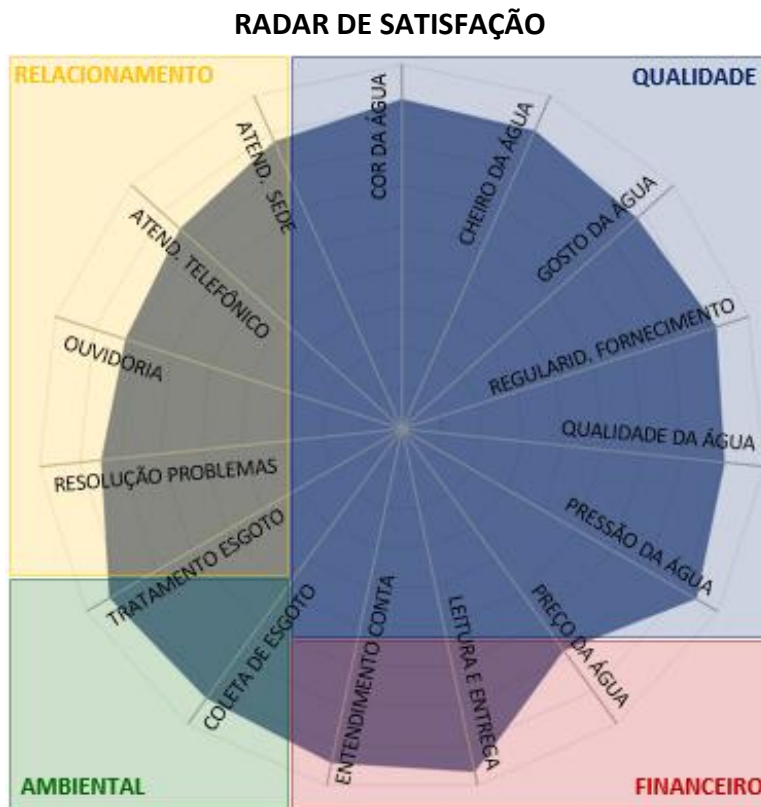 RADAR DE SATISFAÇÃO
RELACIONAMENTO
QUALIDADE
COR DA ÁGUA
CHEIRO DA ÁGUA
GOSTO DA ÁGUA
REGULARID. FORNECIMENTO
QUALIDADE DA ÁGUA
PRESSÃO DA ÁGUA
PREÇO DA ÁGUA
LEITURA E ENTREGA
ENTENDIMENTO CONTA
COLETA DE ESGOTO
TRATAMENTO ESGOTO
RESOLUÇÃO PROBLEMAS
OUVIDORIA
ATEND. TELEFÔNICO
ATEND. SEDE
AMBIENTAL
FINANCEIRO